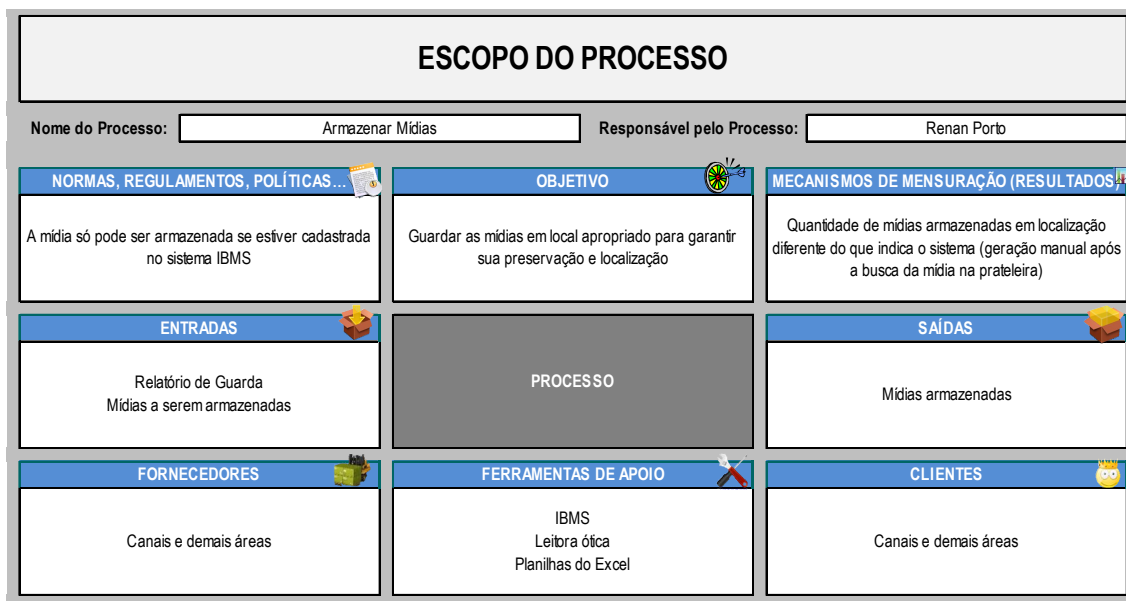 ESCOPO DO PROCESSO
Nome do Processo:
Armazenar Mídias
Responsável pelo Processo:
Renan Porto
NORMAS, REGULAMENTOS, POLÍTICAS...
A mídia só pode ser armazenada se estiver cadastrada
no sistema IBMS
OBJETIVO
Guardar as mídias em local apropriado para garantir
sua preservação e localização
MECANISMOS DE MENSURAÇÃO (RESULTADOS)
Quantidade de mídias armazenadas em localização
diferente do que indica o sistema (geração manual após
a busca da mídia na prateleira)
ENTRADAS
Relatório de Guarda
Mídias a serem armazenadas
PROCESSO
SAÍDAS
Mídias armazenadas
FORNECEDORES
Canais e demais áreas
FERRAMENTAS DE APOIO
IBMS
Leitora ótica
Planilhas do Excel
CLIENTES
Canais e demais áreas